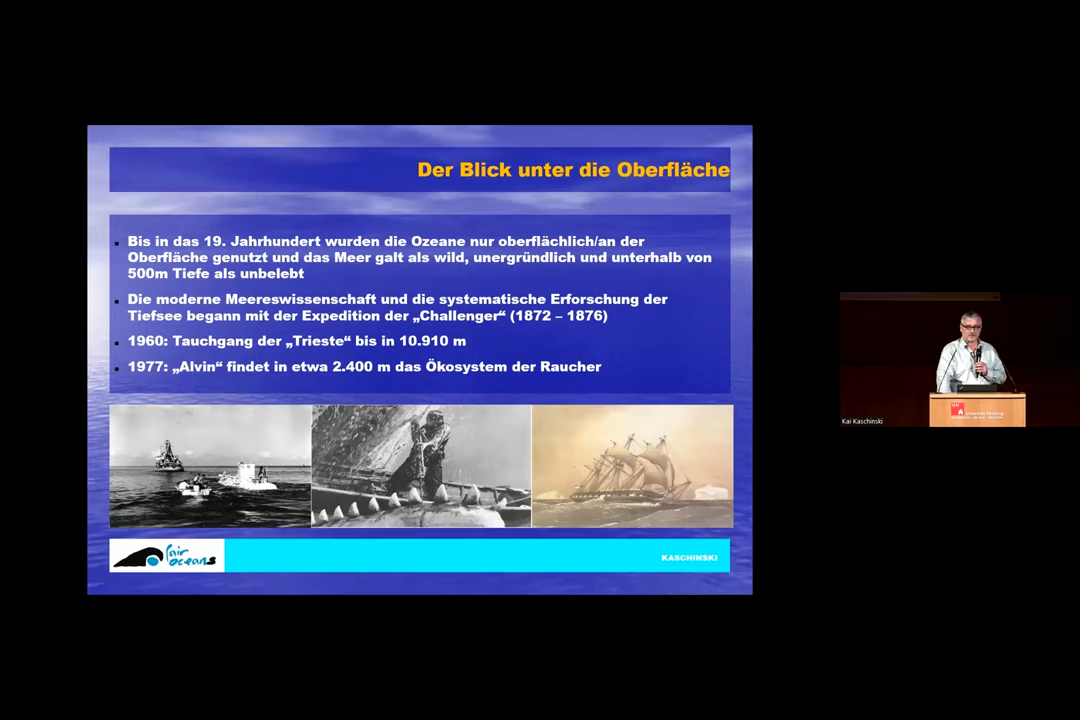 Der Blick unter die Oberfläche
Bis in das 19. Jahrhundert wurden die Ozeane nur oberflächlich/an der
Oberfläche genutzt und das Meer galt als wild, unergründlich und unterhalb von
500m Tiefe als unbelebt
Die moderne Meereswissenschaft und die systematische Erforschung der
Tiefsee begann mit der Expedition der „Challenger“ (1872 – 1876)
1960: Tauchgang der „Trieste“ bis in 10.910 m
1977: „Alvin“ findet in etwa 2.400 m das Ökosystem der Raucher
fair
oceans
KASCHINSKI
Kai Kaschinski